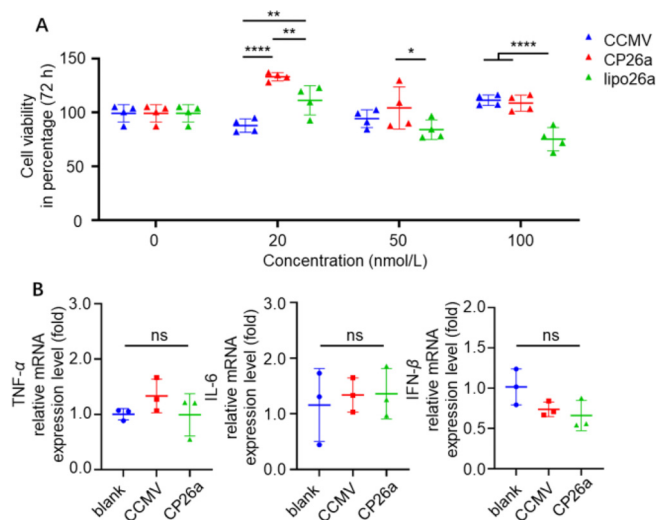 A
Cell viability
in percentage (72 h)
150
100
50
0
**
****
**
*
****
CCMV
CP26a
lipo26a
0
20
50
100
Concentration (nmol/L)
B
TNF-α
relative mRNA
expression level (fold)
3.0
2.0
1.0
0.0
ns
blank
CCMV
CP26a
IL-6
relative mRNA
expression level (fold)
3.0
2.0
1.0
0.0
ns
blank
CCMV
CP26a
IFN-β
relative mRNA
expression level (fold)
2.0
1.5
1.0
0.5
0.0
ns
blank
CCMV
CP26a